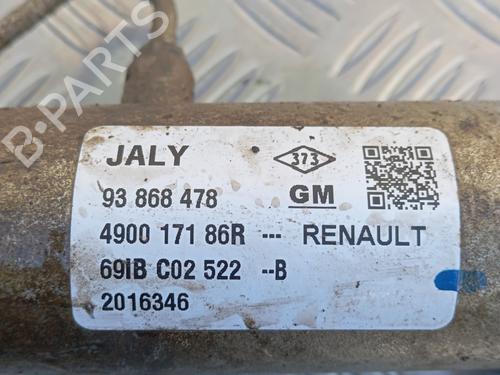 JALY
373
93 868 478
GM
4900 171 86R --- RENAULT
69IB C02 522 --B
2016346
B-PARTS